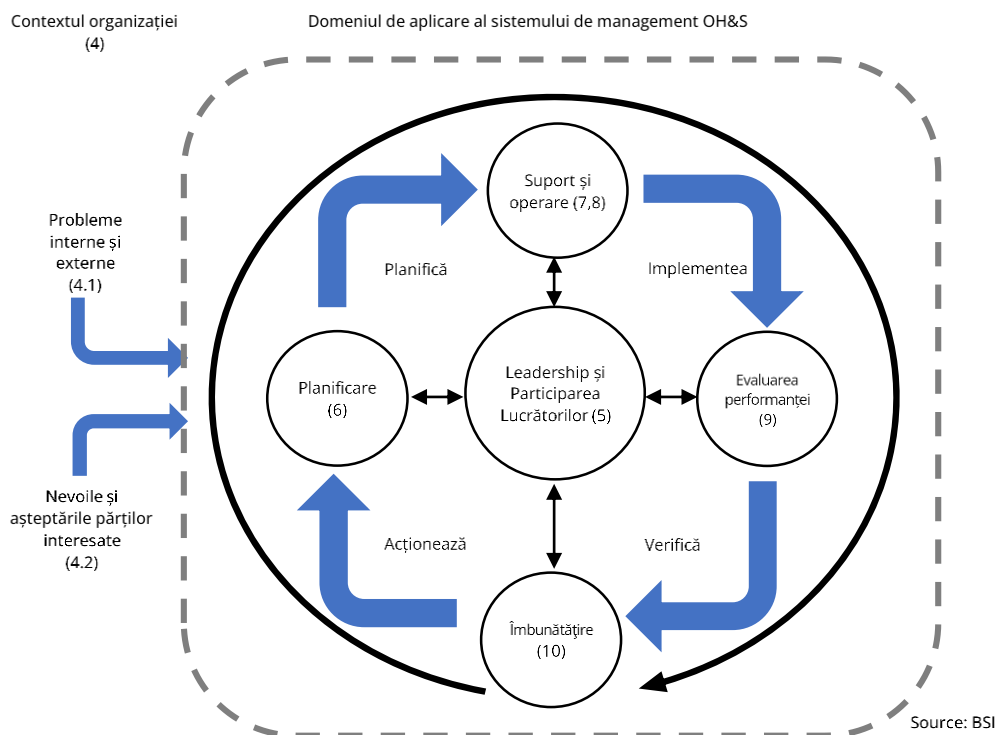 Contextul organizației
(4)
Domeniul de aplicare al sistemului de management OH&S
Suport și
operare (7,8)
Probleme
interne și
externe
(4.1)
Planifică
Implementea
Planificare
(6)
Leadership și
Participarea
Lucrătorilor (5)
Evaluarea
performanței
(9)
Nevoile și
așteptările părților
interesate
(4.2)
Acționează
Verifică
Îmbunătăţire
(10)
Source: BSI